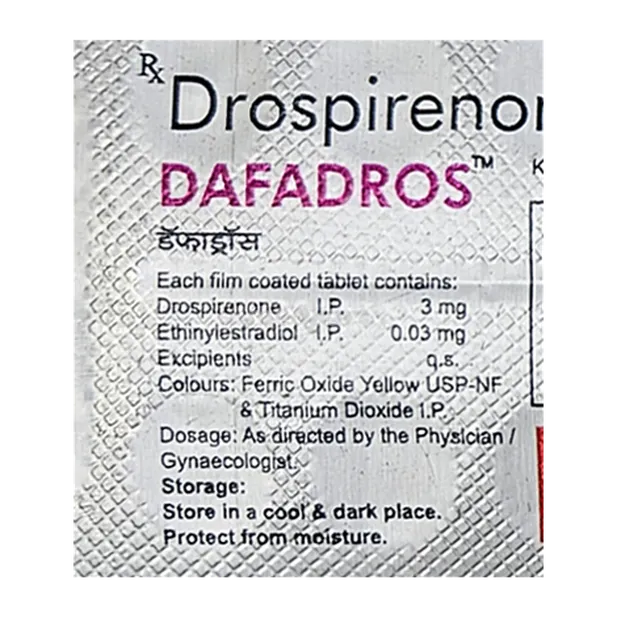 Rx
Drospirenon
DAFADROS™
K
डॅफाड्रॉस
Each film coated tablet contains:
Drospirenone I.P. 3 mg
Ethinylestradiol I.P. 0.03 mg
Excipients q.s.
Colours: Ferric Oxide Yellow USP-NF
& Titanium Dioxide I.P.
Dosage: As directed by the Physician /
Gynaecologist.
Storage:
Store in a cool & dark place.
Protect from moisture.